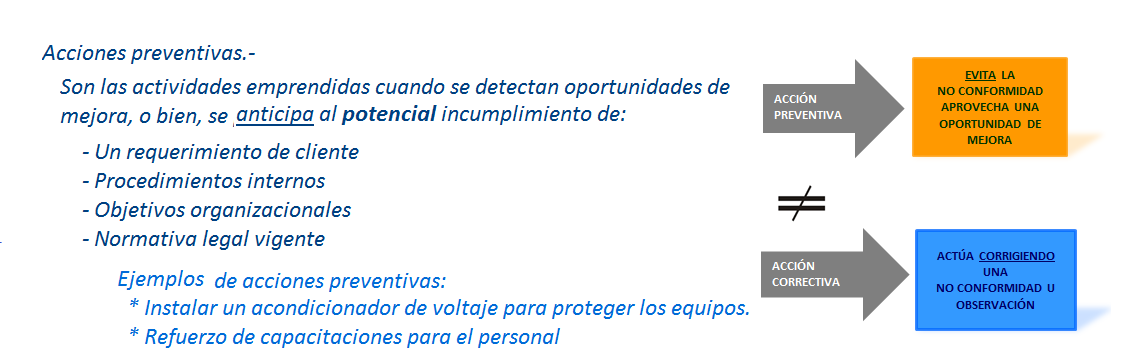 Acciones preventivas.-
Son las actividades emprendidas cuando se detectan oportunidades de
mejora, o bien, se anticipa al potencial incumplimiento de:
- Un requerimiento de cliente
- Procedimientos internos
- Objetivos organizacionales
- Normativa legal vigente
Ejemplos de acciones preventivas:
* Instalar un acondicionador de voltaje para proteger los equipos.
* Refuerzo de capacitaciones para el personal
ACCIÓN
PREVENTIVA
EVITA LA
NO CONFORMIDAD
APROVECHA UNA
OPORTUNIDAD DE
MEJORA
≠
ACCIÓN
CORRECTIVA
ACTÚA CORRIGIENDO
UNA
NO CONFORMIDAD U
OBSERVACIÓN